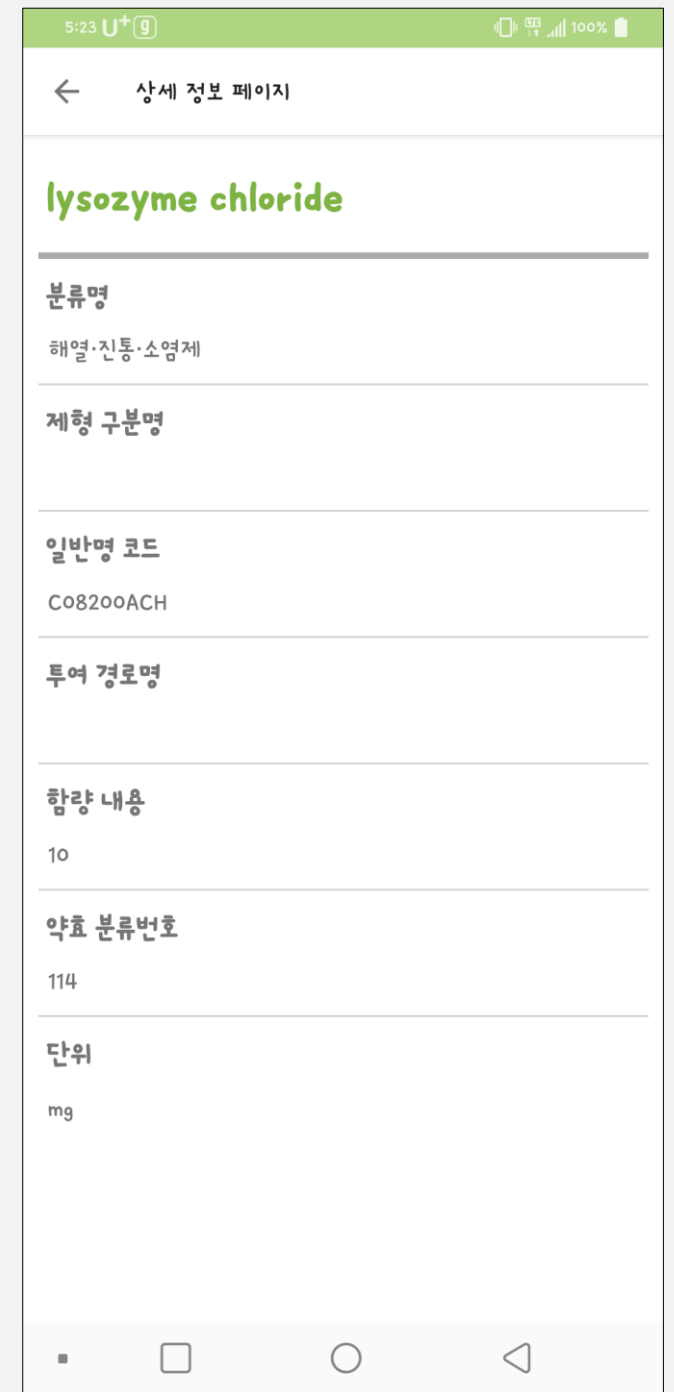 5:23 U+ g 100%
상세 정보 페이지
lysozyme chloride
분류명
해열·진통·소염제
제형 구분명
일반명 코드
C08200ACH
투여 경로명
함량 내용
10
약효 분류번호
114
단위
mg